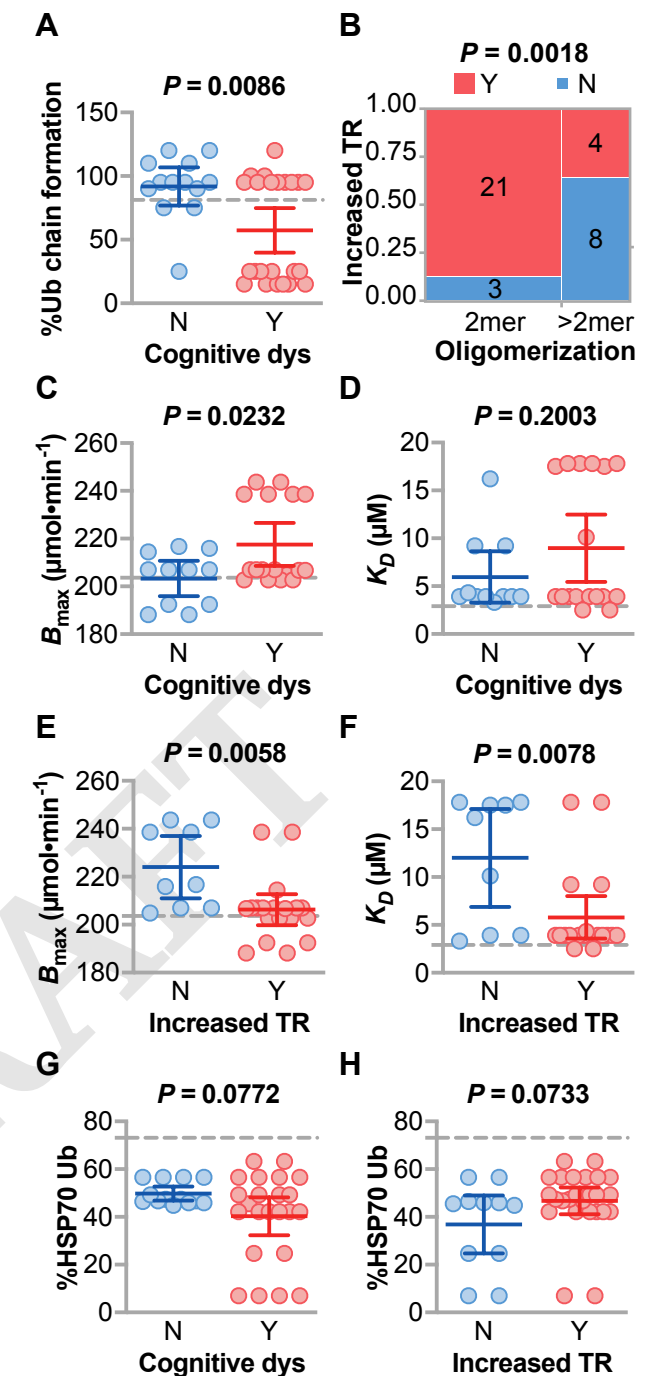 A
P = 0.0086
%Ub chain formation
150
100
50
0
N Y
Cognitive dys
B
P = 0.0018
Y N
Increased TR
1.00
0.75
0.50
0.25
0.00
21
3
4
8
2mer >2mer
Oligomerization
C
P = 0.0232
Bmax (µmol•min-1)
260
240
220
200
180
N Y
Cognitive dys
D
P = 0.2003
KD (µM)
20
15
10
5
0
N Y
Cognitive dys
E
P = 0.0058
Bmax (µmol•min-1)
260
240
220
200
180
N Y
Increased TR
F
P = 0.0078
KD (µM)
20
15
10
5
0
N Y
Increased TR
G
P = 0.0772
%HSP70 Ub
80
60
40
20
0
N Y
Cognitive dys
H
P = 0.0733
%HSP70 Ub
80
60
40
20
0
N Y
Increased TR
RAFT